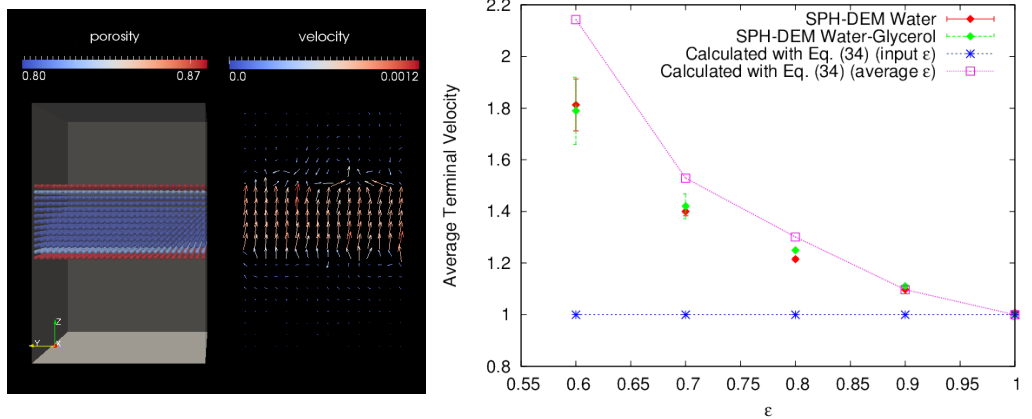 porosity
0.80 0.87
velocity
0.0 0.0012
Z
Y X
2.2
2
1.8
1.6
1.4
1.2
1
0.8
Average Terminal Velocity
SPH-DEM Water
SPH-DEM Water-Glycerol
Calculated with Eq. (34) (input ε)
Calculated with Eq. (34) (average ε)
0.55 0.6 0.65 0.7 0.75 0.8 0.85 0.9 0.95 1
ε